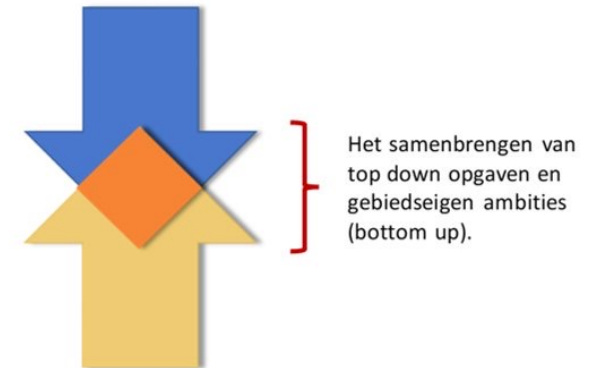 Het samenbrengen van
top down opgaven en
gebiedseigen ambities
(bottom up).